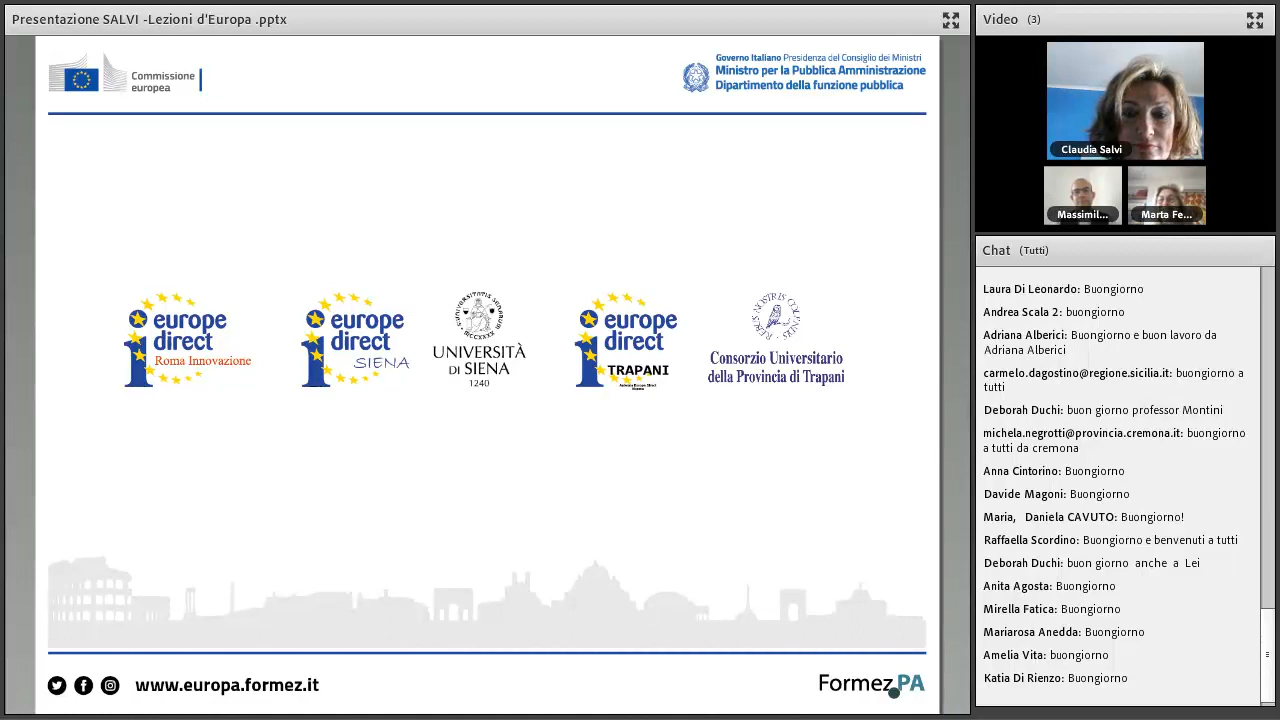 Presentazione SALVI -Lezioni d'Europa .pptx
Commissione
europea
Governo Italiano Presidenza del Consiglio dei Ministri
Ministro per la Pubblica Amministrazione
Dipartimento della funzione pubblica
europe
direct
Roma Innovazione
europe
direct
SIENA
UNIVERSITÀ
DI SIENA
1240
europe
direct
TRAPANI
Consorzio Universitario
della Provincia di Trapani
www.europa.formez.it
Formez PA
Video (3)
Claudia Salvi
Massimil...
Marta Fe...
Chat (Tutti)
Laura Di Leonardo: Buongiorno
Andrea Scala 2: buongiorno
Adriana Alberici: Buongiorno e buon lavoro da
Adriana Alberici
carmelo.dagostino@regione.sicilia.it: buongiorno a
tutti
Deborah Duchi: buon giorno professor Montini
michela.negrotti@provincia.cremona.it: buongiorno
a tutti da cremona
Anna Cintorino: Buongiorno
Davide Magoni: Buongiorno
Maria, Daniela CAVUTO: Buongiorno!
Raffaella Scordino: Buongiorno e benvenuti a tutti
Deborah Duchi: buon giorno anche a Lei
Anita Agosta: Buongiorno
Mirella Fatica: Buongiorno
Mariarosa Anedda: Buongiorno
Amelia Vita: buongiorno
Katia Di Rienzo: Buongiorno